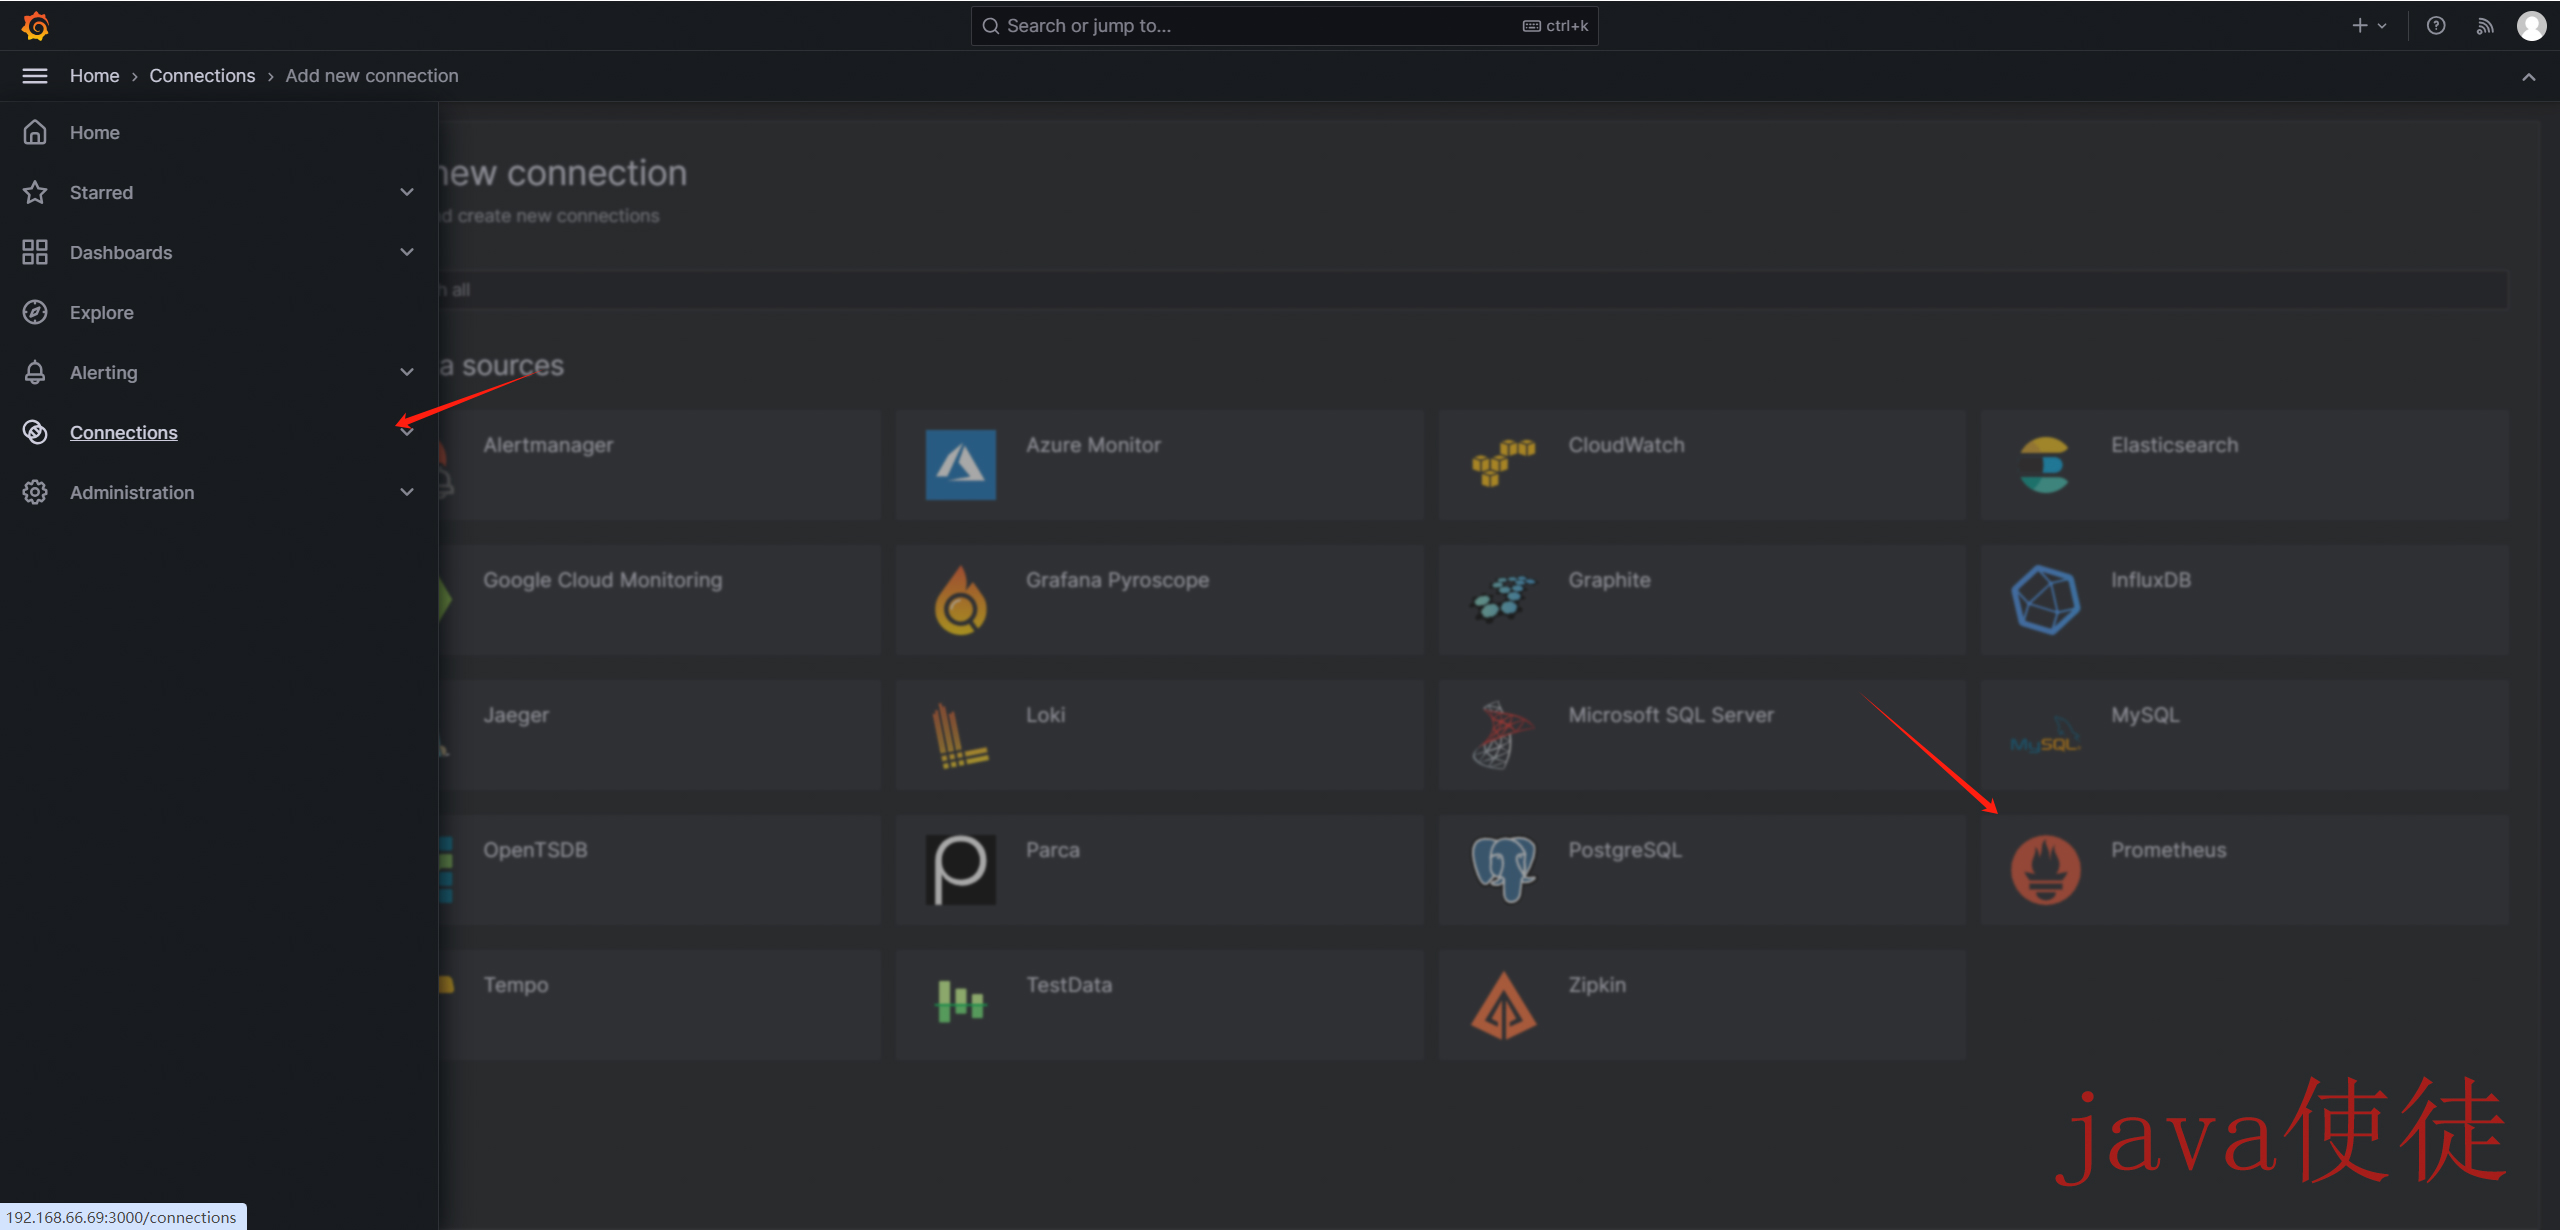 Search or jump to...
ctrl+k
Home › Connections › Add new connection
Home
Starred
Dashboards
Explore
Alerting
Connections
Administration
new connection
d create new connections
h all
a sources
Alertmanager
Azure Monitor
CloudWatch
Elasticsearch
Google Cloud Monitoring
Grafana Pyroscope
Graphite
InfluxDB
Jaeger
Loki
Microsoft SQL Server
MySQL
MySQL
OpenTSDB
Parca
PostgreSQL
Prometheus
Tempo
TestData
Zipkin
java使徒
192.168.66.69:3000/connections